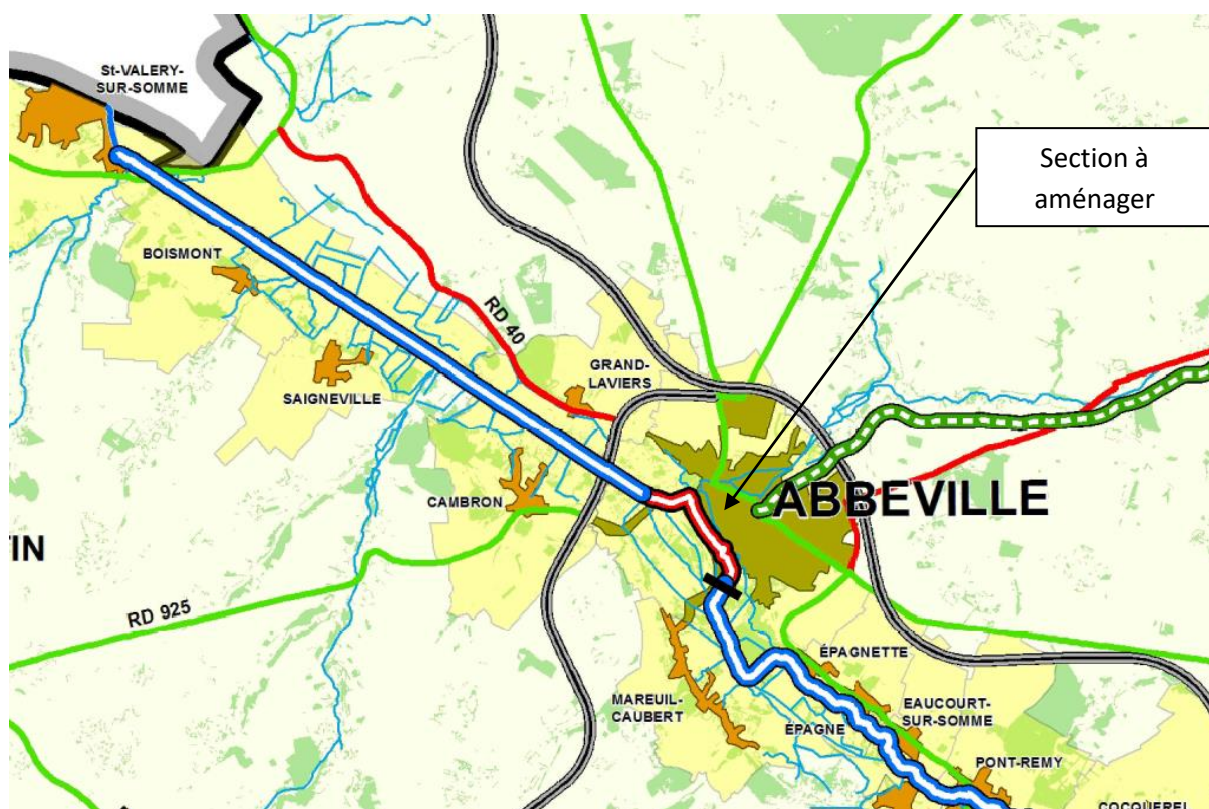 St-VALERY-
SUR-SOMME
Section à
aménager
BOISMONT
RD 40
GRAND-
LAVIERS
SAIGNEVILLE
CAMBRON
ABBEVILLE
TIN
RD 925
ÉPAGNETTE
MAREUIL-
CAUBERT
EAUCOURT-
SUR-SOMME
ÉPAGNE
PONT-REMY
COCQUEREL